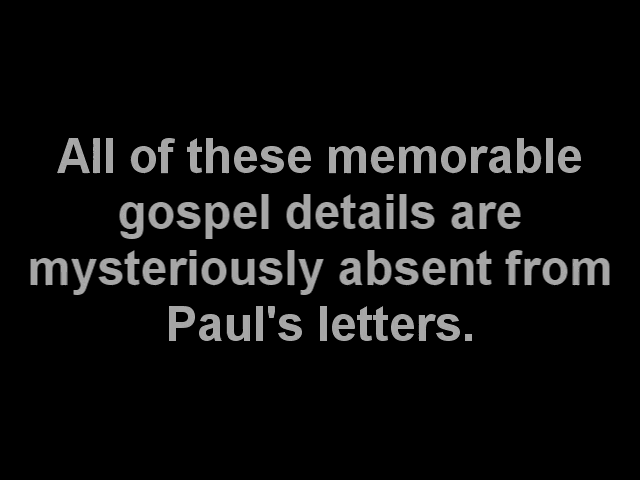 All of these memorable
gospel details are
mysteriously absent from
Paul's letters.